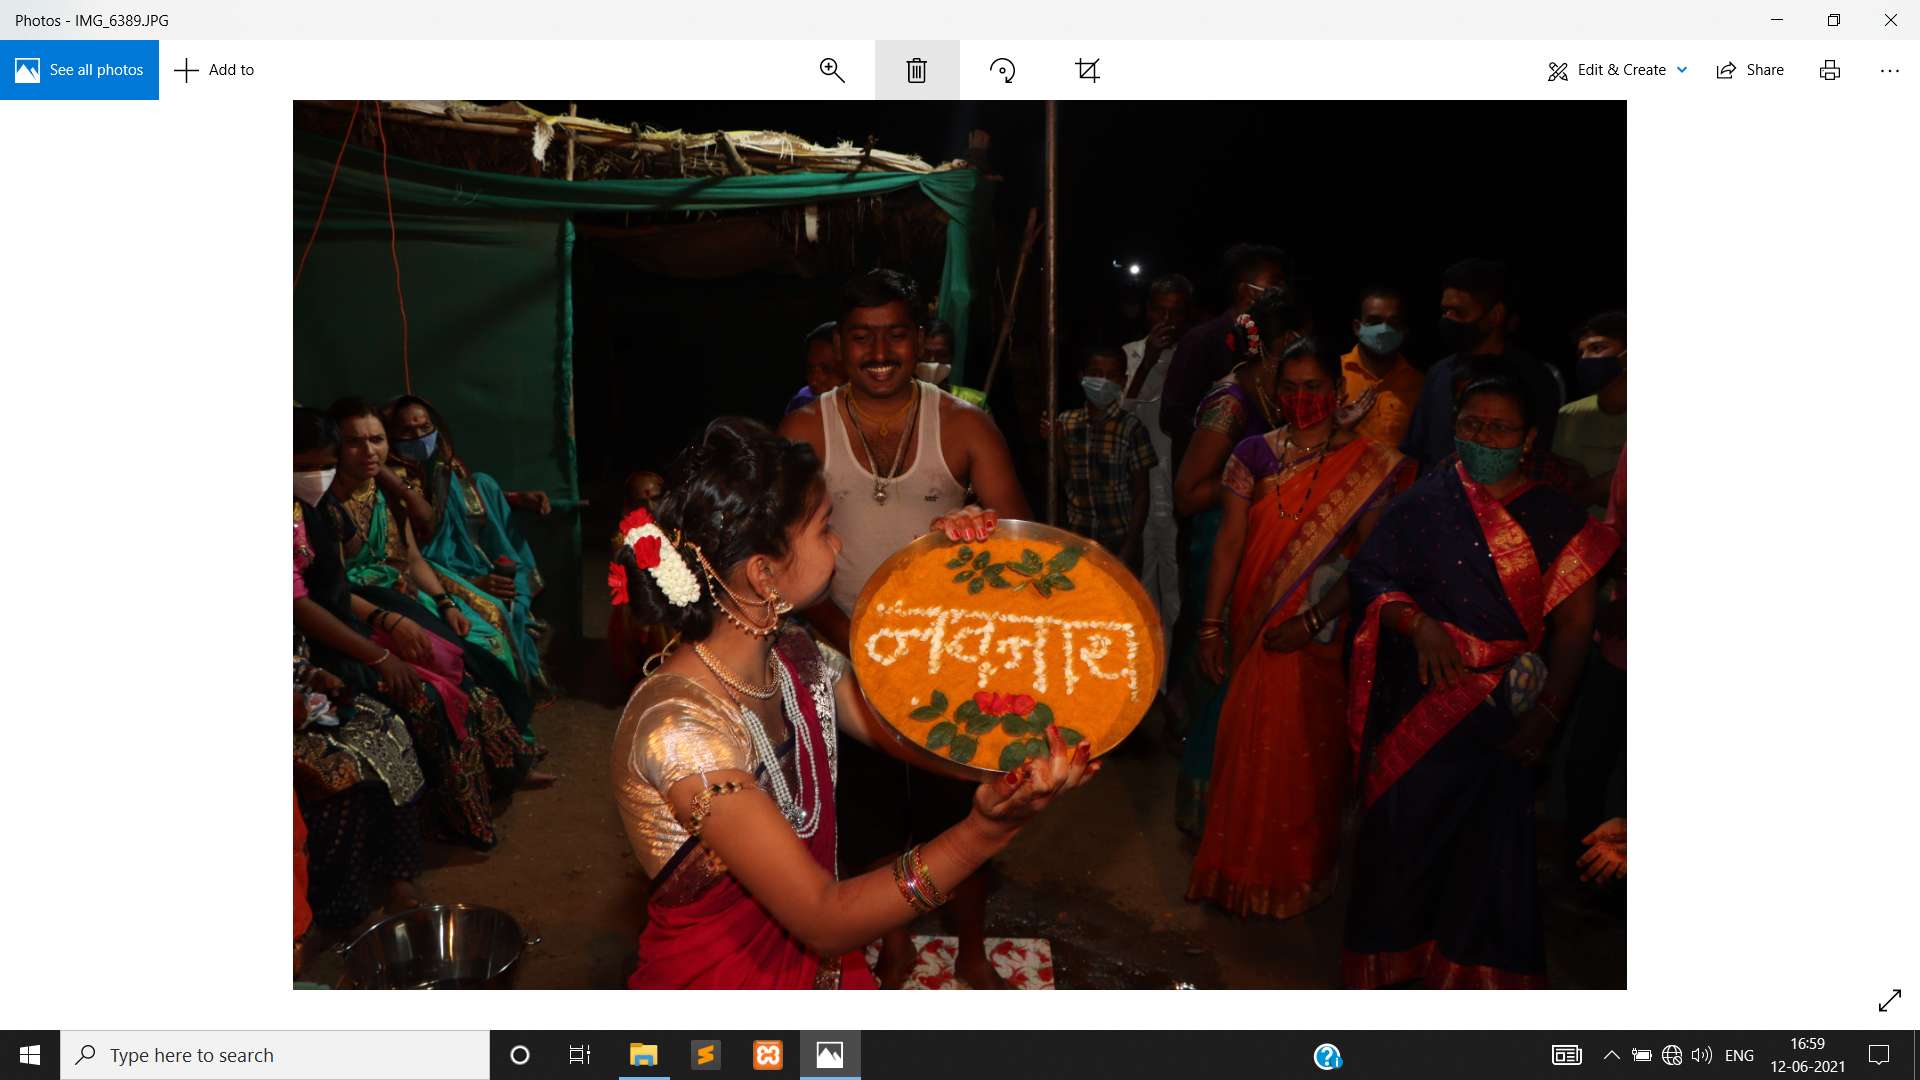 Photos - IMG_6389.JPG
See all photos
Add to
Edit & Create
Share
नवनाथ
Type here to search
ENG
16:59
12-06-2021